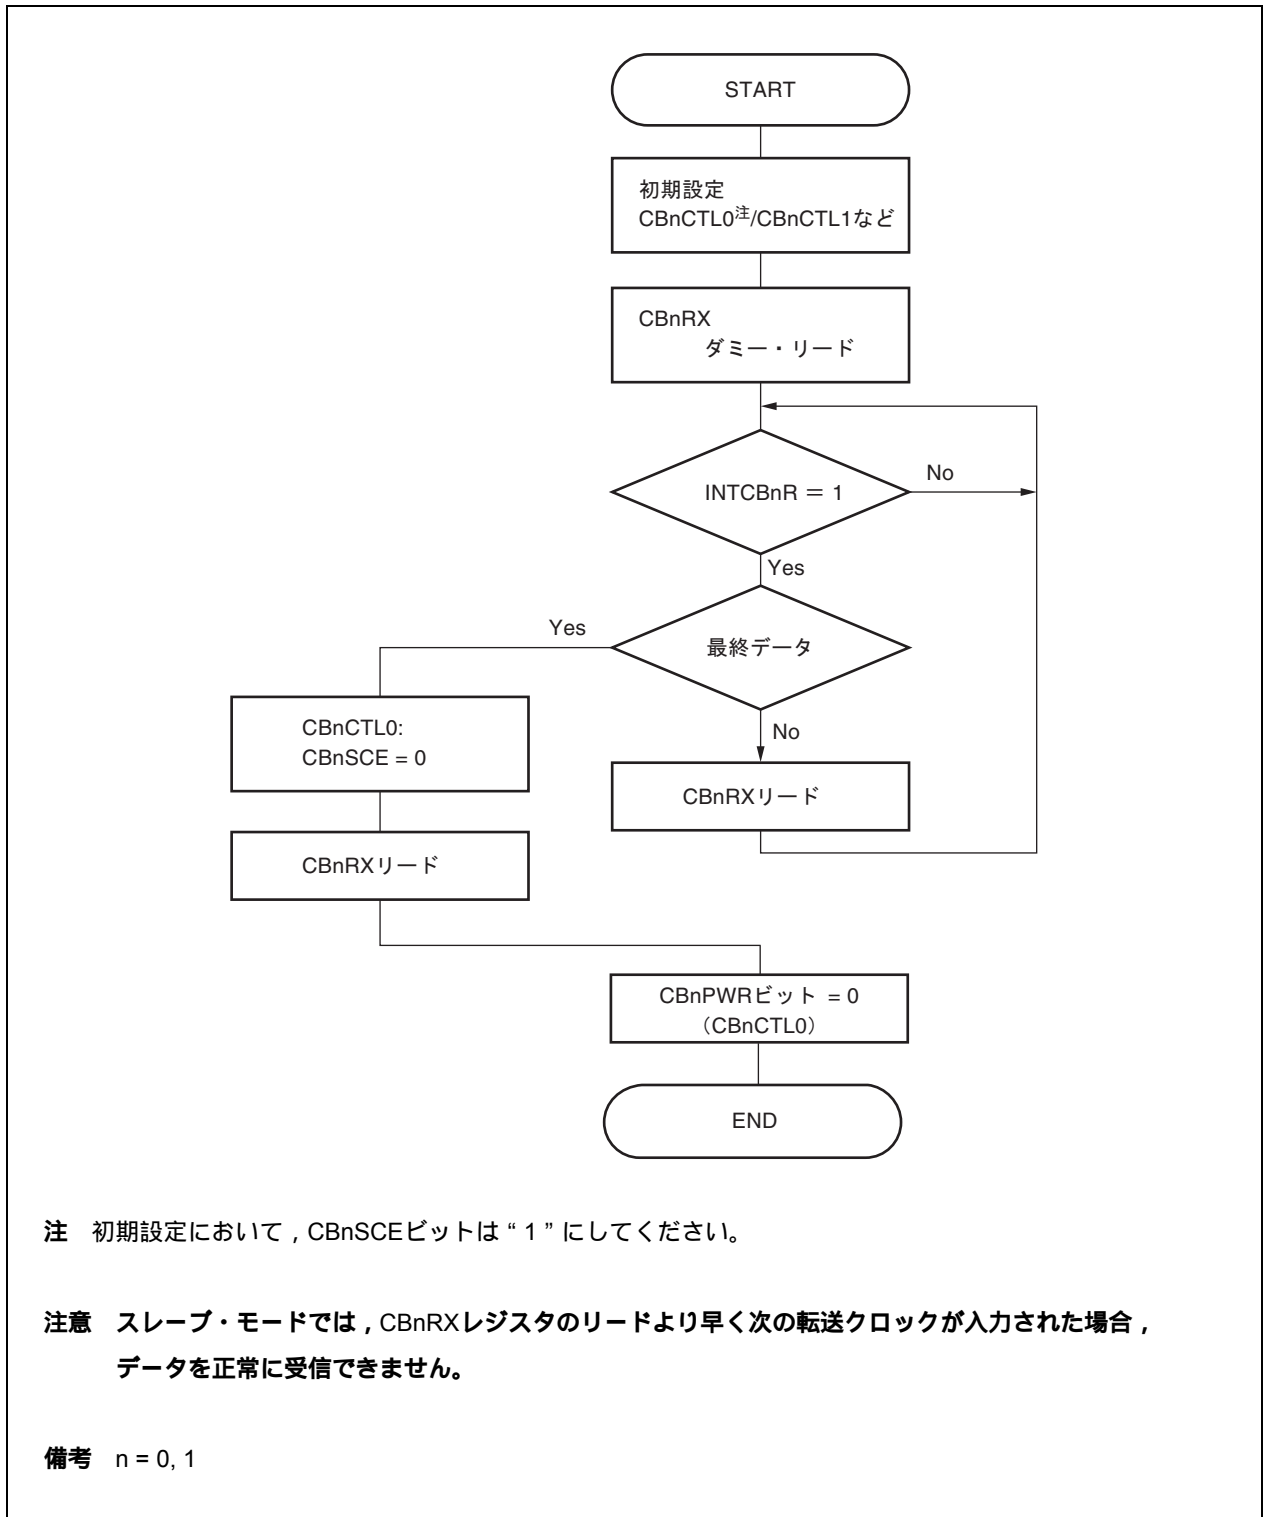 START
初期設定
CBnCTL0注/CBnCTL1など
CBnRX
ダミー・リード
INTCBnR = 1
No
Yes
最終データ
Yes
No
CBnCTL0:
CBnSCE = 0
CBnRXリード
CBnRXリード
CBnPWRビット = 0
(CBnCTL0)
END
注 初期設定において,CBnSCEビットは“1”にしてください。
注意 スレーブ・モードでは,CBnRXレジスタのリードより早く次の転送クロックが入力された場合,
データを正常に受信できません。
備考 n = 0, 1